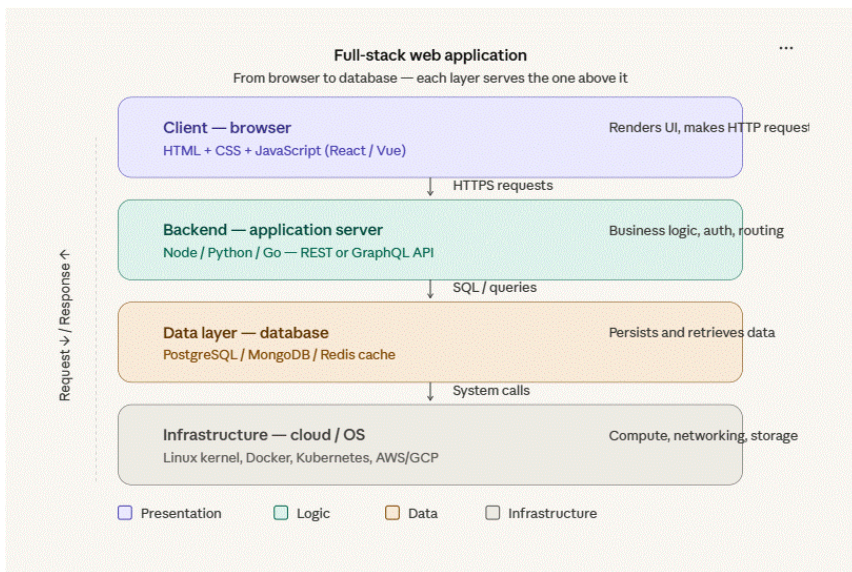 Full-stack web application
From browser to database — each layer serves the one above it
Client — browser
HTML + CSS + JavaScript (React / Vue)
Renders UI, makes HTTP
HTTPS requests
Backend — application server
Node / Python / Go — REST or GraphQL API
Business logic, auth, routing
SQL / queries
Data layer — database
PostgreSQL / MongoDB / Redis cache
Persists and retrieves data
System calls
Infrastructure — cloud / OS
Linux kernel, Docker, Kubernetes, AWS/GCP
Compute, networking, storage
Request ↓ / Response ↑
Presentation
Logic
Data
Infrastructure